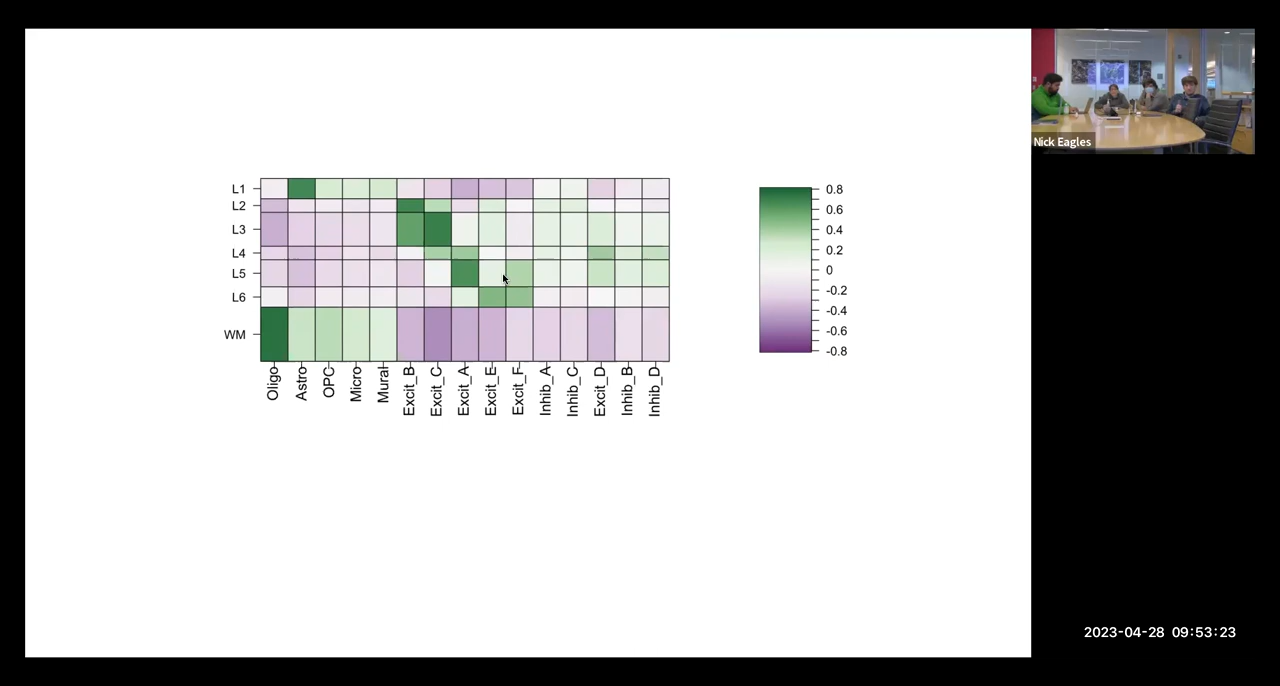 L1
L2
L3
L4
L5
L6
WM
Oligo
Astro
OPC
Micro
Mural
Excit_B
Excit_C
Excit_A
Excit_E
Excit_F
Inhib_A
Inhib_C
Excit_D
Inhib_B
Inhib_D
0.8
0.6
0.4
0.2
0
-0.2
-0.4
-0.6
-0.8
Nick Eagles
2023-04-28 09:53:23